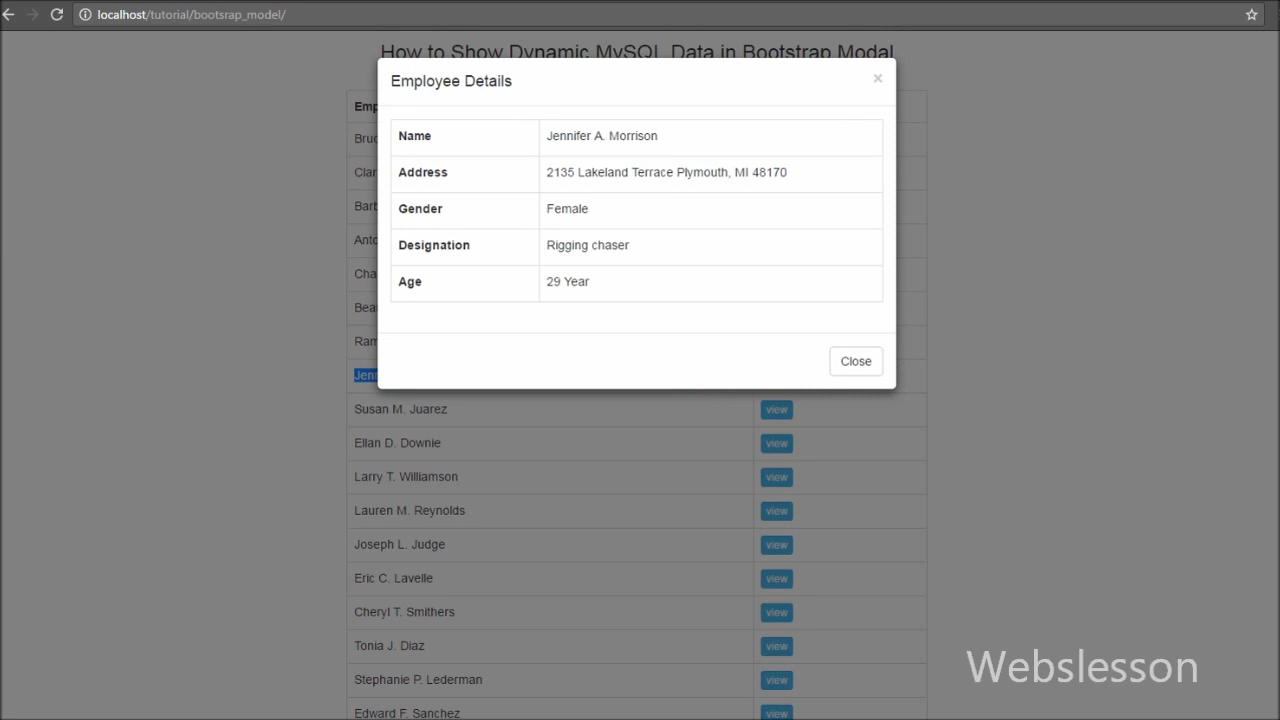 localhost/tutorial/bootsrap_model/
How to Show Dynamic MySQL Data in Bootstrap Modal
Employee Details ×
Name Jennifer A. Morrison
Address 2135 Lakeland Terrace Plymouth, MI 48170
Gender Female
Designation Rigging chaser
Age 29 Year
Close
Susan M. Juarez view
Ellan D. Downie view
Larry T. Williamson view
Lauren M. Reynolds view
Joseph L. Judge view
Eric C. Lavelle view
Cheryl T. Smithers view
Tonia J. Diaz view
Stephanie P. Lederman view
Edward F. Sanchez view
Webslesson